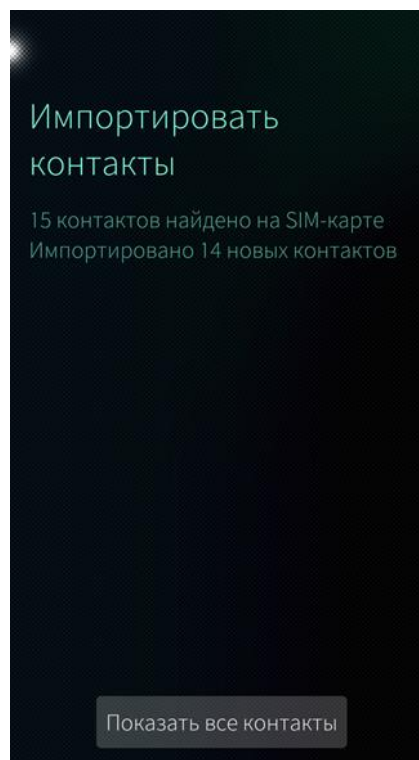 Импортировать
контакты
15 контактов найдено на SIM-карте
Импортировано 14 новых контактов
Показать все контакты